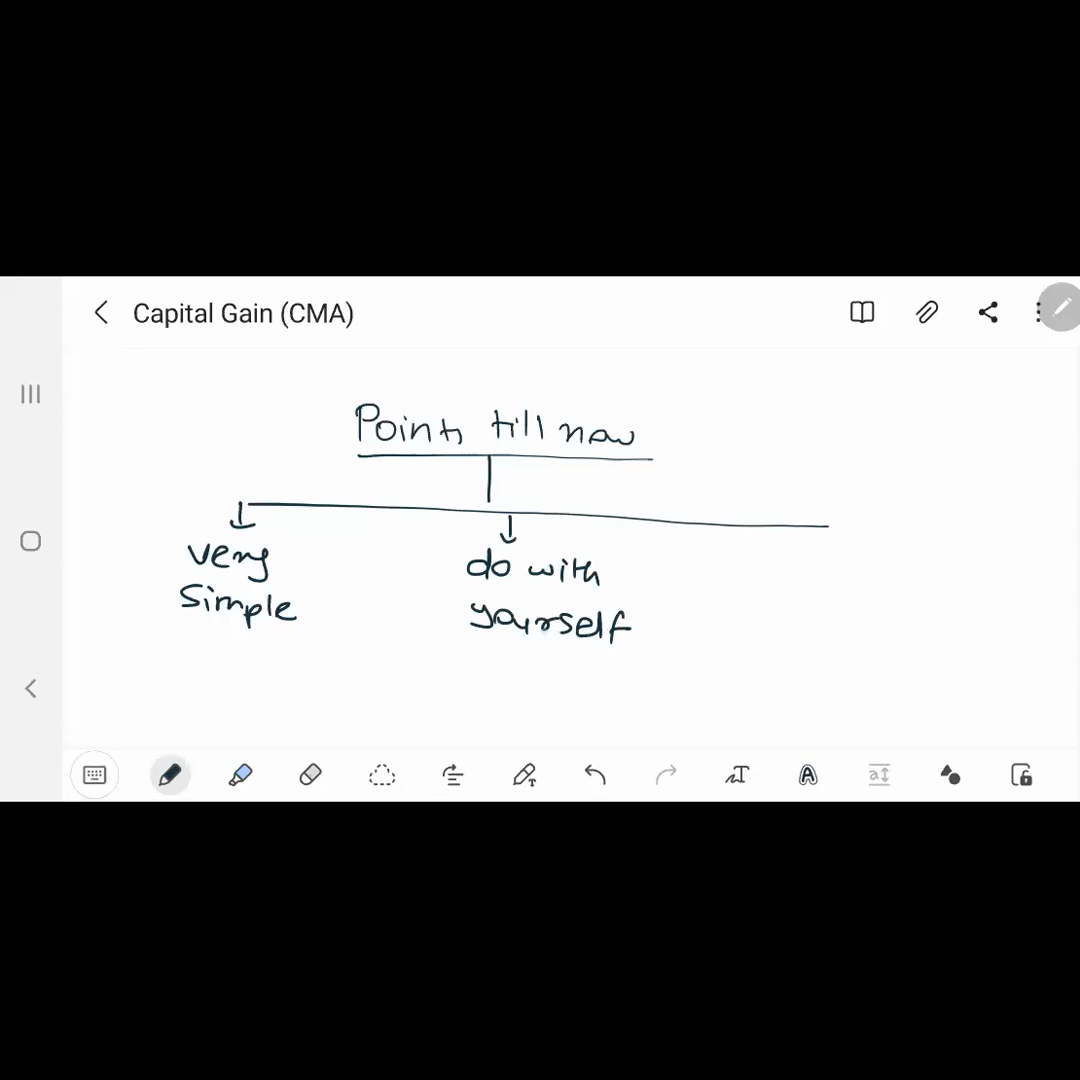 Capital Gain (CMA)
Points till now
very
do with
simple
yourself